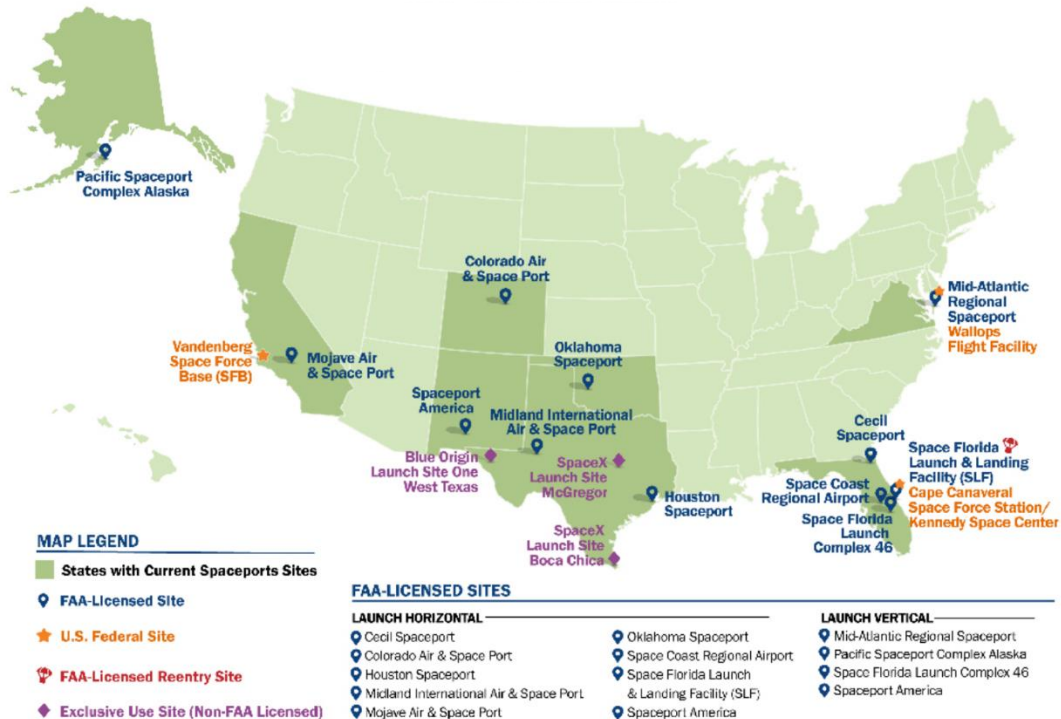 Pacific Spaceport
Complex Alaska
Colorado Air
& Space Port
Mid-Atlantic
Regional
Spaceport
Wallops
Flight Facility
Vandenberg
Space Force
Base (SFB)
Mojave Air
& Space Port
Oklahoma
Spaceport
Spaceport
America
Midland International
Air & Space Port
Cecil
Spaceport
Blue Origin
Launch Site One
West Texas
SpaceX
Launch Site
McGregor
Houston
Spaceport
Space Florida
Launch & Landing
Facility (SLF)
Space Coast
Regional Airport
Cape Canaveral
Space Force Station/
Kennedy Space Center
Space Florida
Launch
Complex 46
SpaceX
Launch Site
Boca Chica
MAP LEGEND
States with Current Spaceports Sites
FAA-Licensed Site
U.S. Federal Site
FAA-Licensed Reentry Site
Exclusive Use Site (Non-FAA Licensed)
FAA-LICENSED SITES
LAUNCH HORIZONTAL
Cecil Spaceport
Colorado Air & Space Port
Houston Spaceport
Midland International Air & Space Port
Mojave Air & Space Port
Oklahoma Spaceport
Space Coast Regional Airport
Space Florida Launch
& Landing Facility (SLF)
Spaceport America
LAUNCH VERTICAL
Mid-Atlantic Regional Spaceport
Pacific Spaceport Complex Alaska
Space Florida Launch Complex 46
Spaceport America